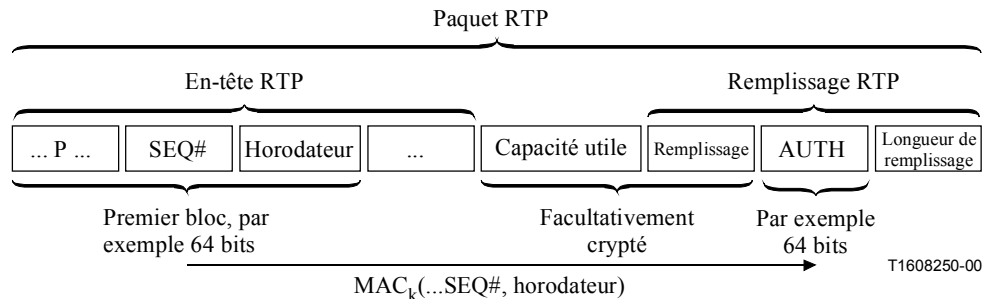 Paquet RTP
En-tête RTP
Remplissage RTP
... P ...
SEQ#
Horodateur
...
Capacité utile
Remplissage
AUTH
Longueur de
remplissage
Premier bloc, par
exemple 64 bits
Facultativement
crypté
Par exemple
64 bits
T1608250-00
MACk(...SEQ#, horodateur)